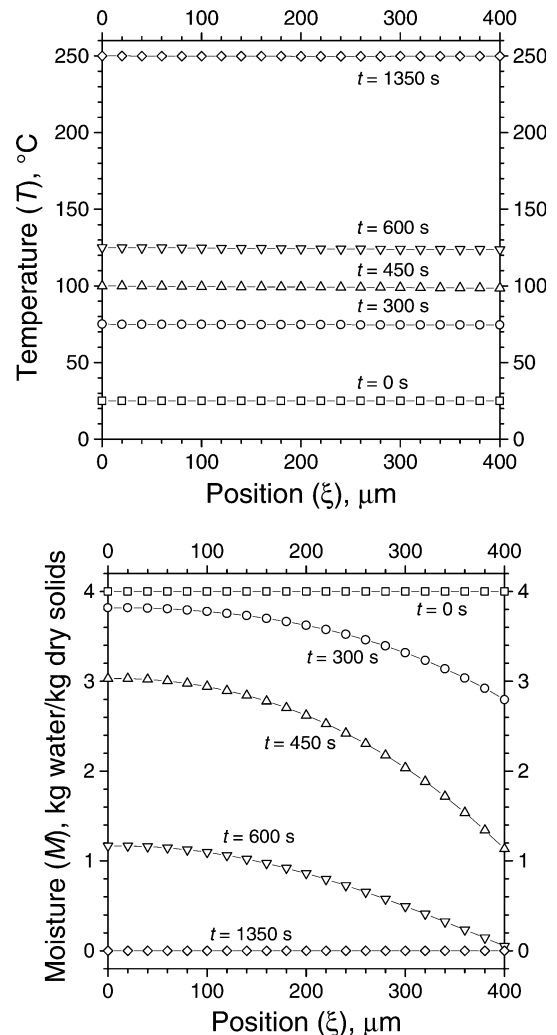 0 100 200 300 400
250 250
t = 1350 s
200 200
150 150
t = 600 s
t = 450 s
100 100
t = 300 s
50 50
t = 0 s
0 0
0 100 200 300 400
Temperature (T), °C
Position (ξ), μm
0 100 200 300 400
4 4
t = 0 s
t = 300 s
3 3
t = 450 s
2 2
t = 600 s
1 1
t = 1350 s
0 0
0 100 200 300 400
Moisture (M), kg water/kg dry solids
Position (ξ), μm